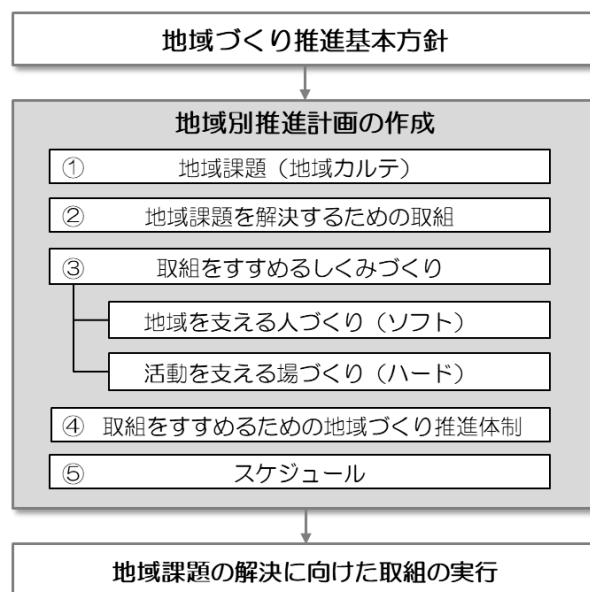 地域づくり推進基本方針
地域別推進計画の作成
① 地域課題（地域カルテ）
② 地域課題を解決するための取組
③ 取組をすすめるしくみづくり
地域を支える人づくり（ソフト）
活動を支える場づくり（ハード）
④ 取組をすすめるための地域づくり推進体制
⑤ スケジュール
地域課題の解決に向けた取組の実行